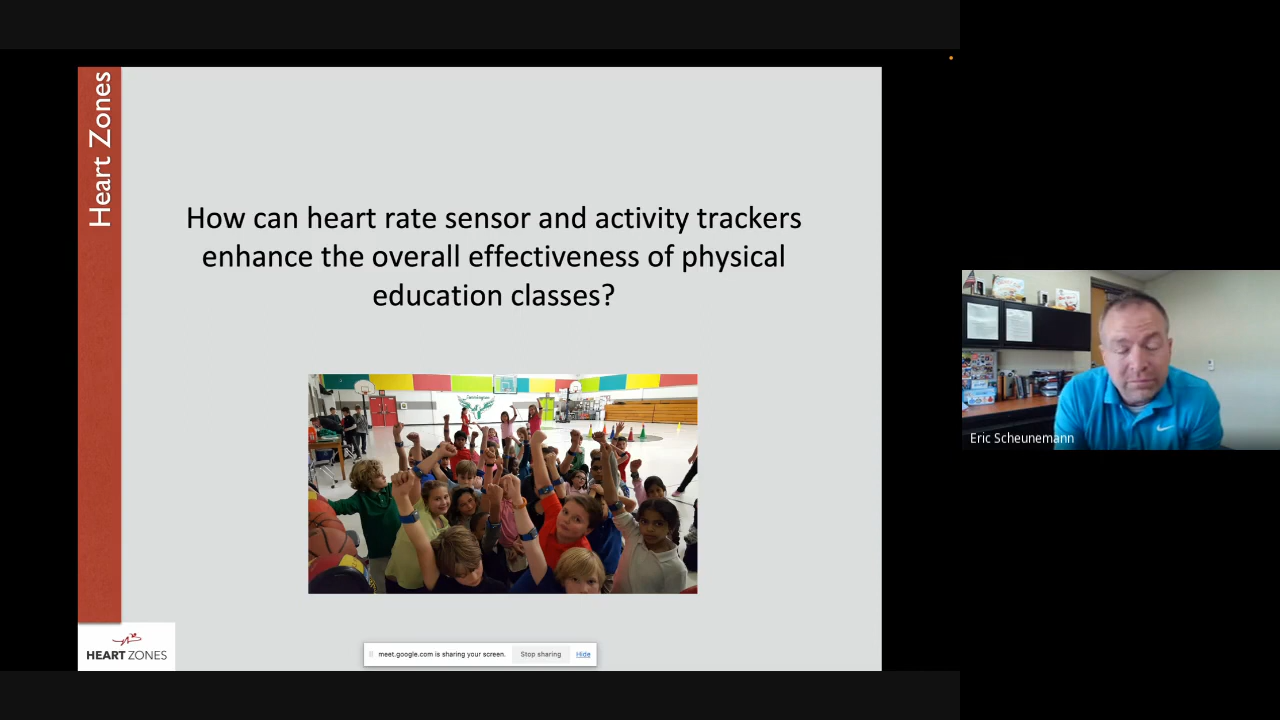 Heart Zones
How can heart rate sensor and activity trackers
enhance the overall effectiveness of physical
education classes?
HEART ZONES
meet.google.com is sharing your screen.
Stop sharing
Hide
Eric Scheunemann